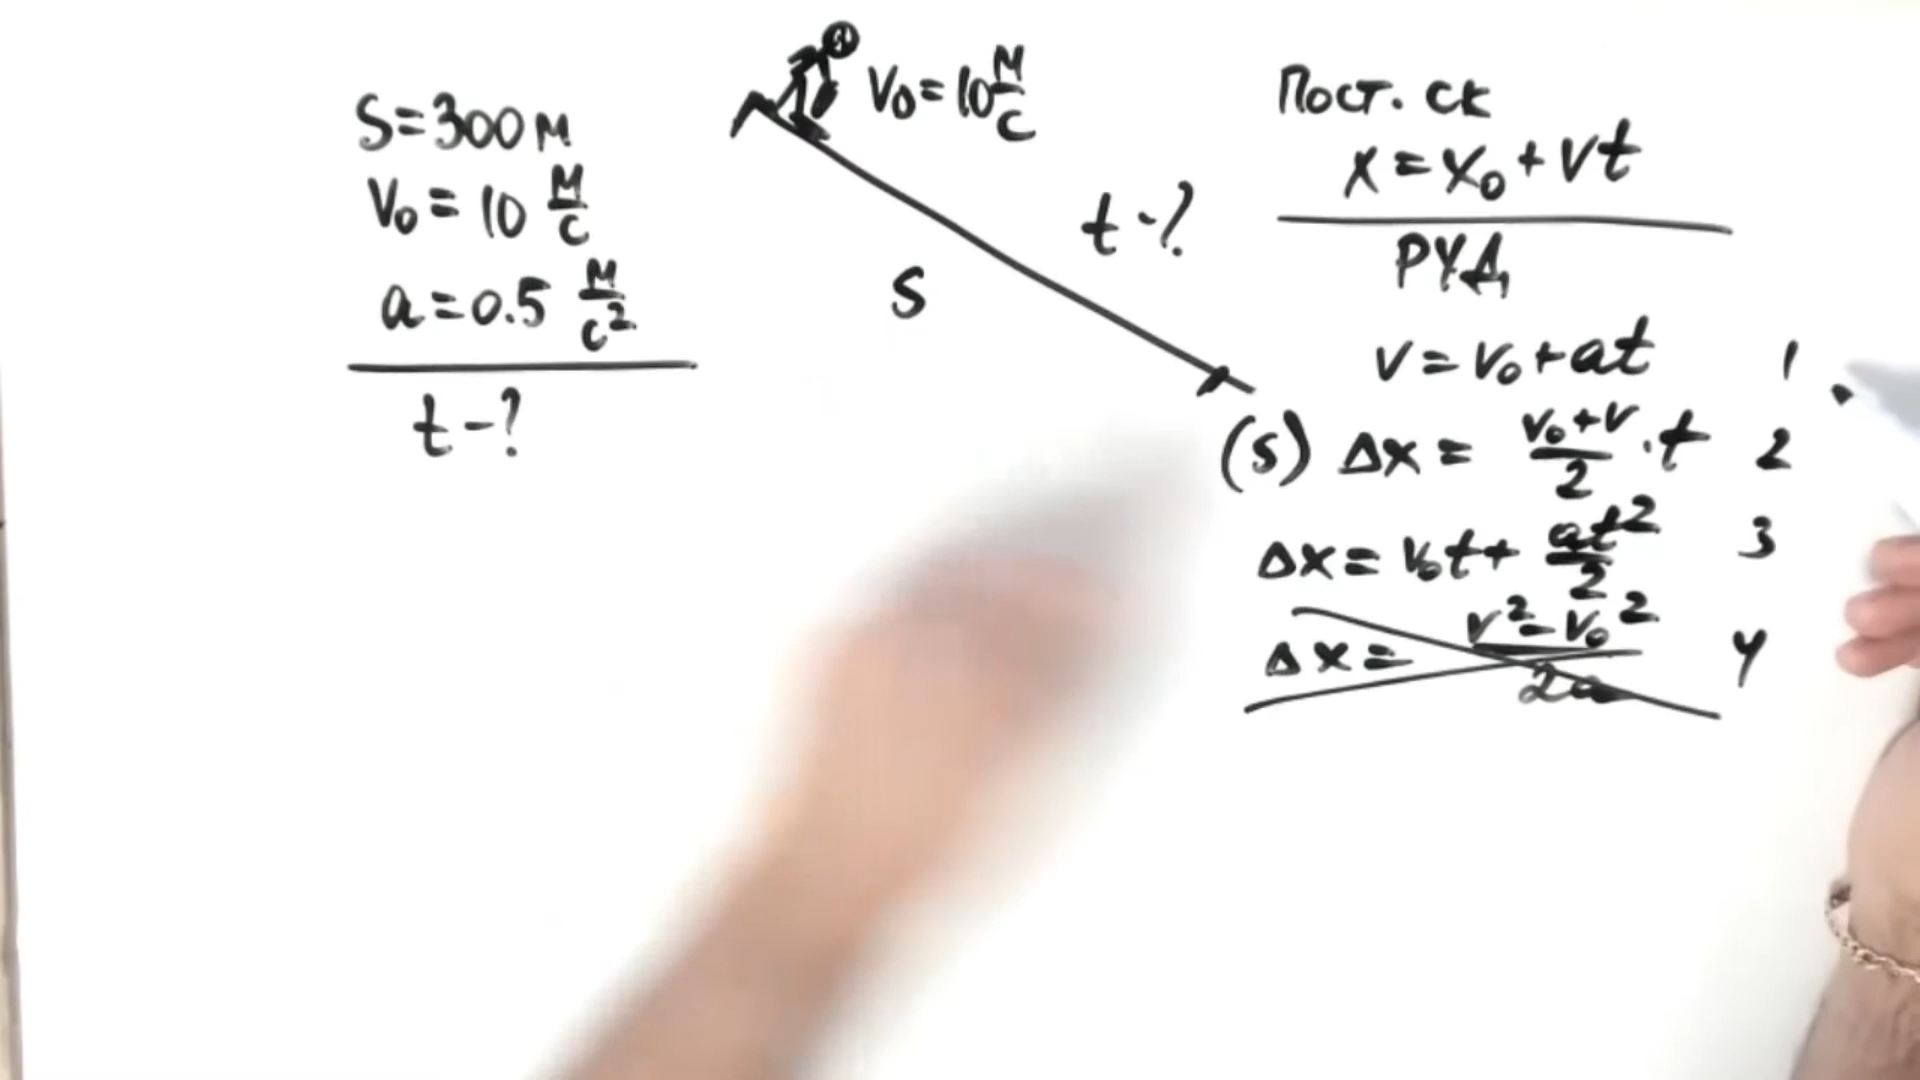 S=300м
V₀=10 м/с
a=0.5 м/с²
t-?
V₀=10 м/с
t-?
S
Пост. ск
x=x₀+vt
РУД
v=v₀+at 1
(S) Δx= (v₀+v)/2 ·t 2
Δx=v₀t+ at²/2 3
Δx= (v²-v₀²)/2a 4